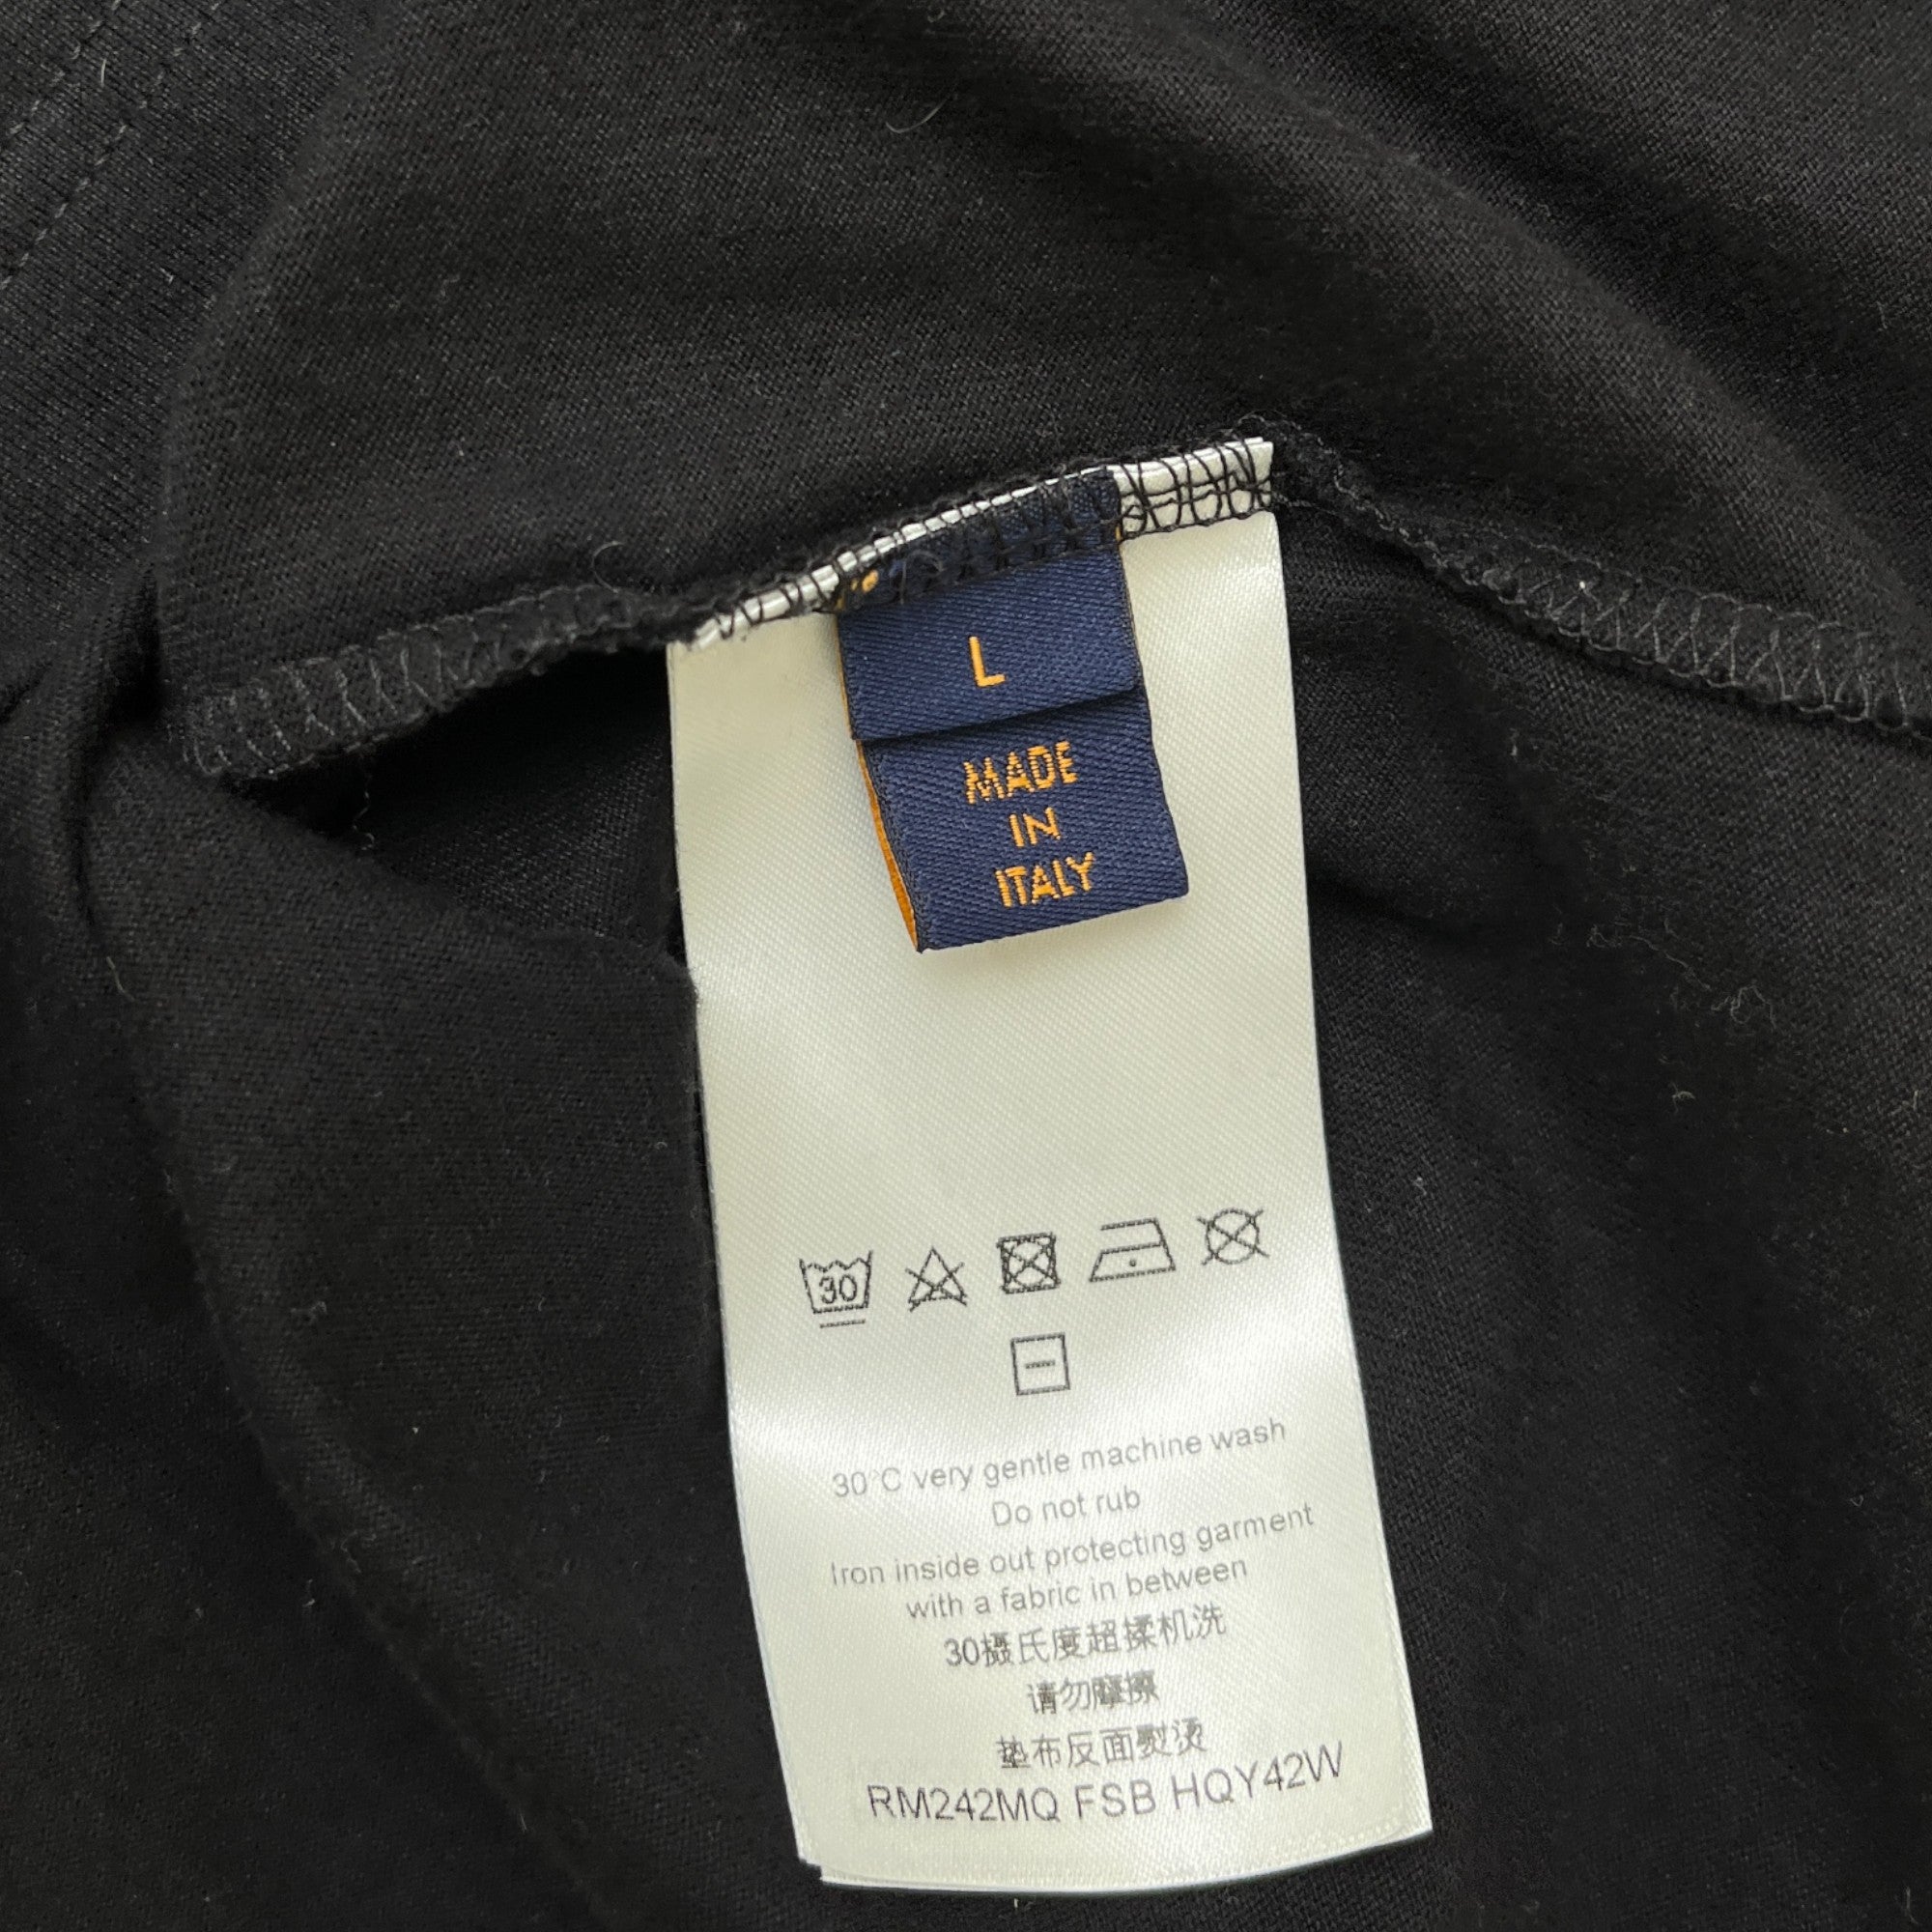 L
MADE
IN
ITALY
30
30°C very gentle machine wash
Do not rub
Iron inside out protecting garment
with a fabric in between
30摄氏度超揉机洗
请勿摩擦
垫布反面熨烫
RM242MQ FSB HQY42W